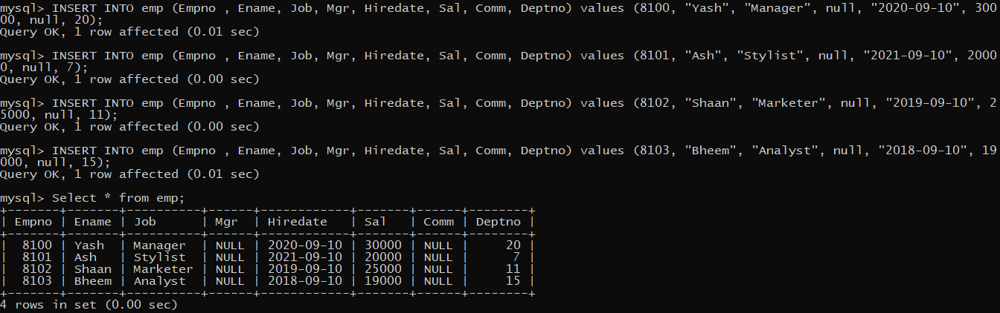 mysql> INSERT INTO emp (Empno , Ename, Job, Mgr, Hiredate, Sal, Comm, Deptno) values (8100, "Yash", "Manager", null, "2020-09-10", 300
00, null, 20);
Query OK, 1 row affected (0.01 sec)

mysql> INSERT INTO emp (Empno , Ename, Job, Mgr, Hiredate, Sal, Comm, Deptno) values (8101, "Ash", "Stylist", null, "2021-09-10", 2000
0, null, 7);
Query OK, 1 row affected (0.00 sec)

mysql> INSERT INTO emp (Empno , Ename, Job, Mgr, Hiredate, Sal, Comm, Deptno) values (8102, "Shaan", "Marketer", null, "2019-09-10", 2
5000, null, 11);
Query OK, 1 row affected (0.00 sec)

mysql> INSERT INTO emp (Empno , Ename, Job, Mgr, Hiredate, Sal, Comm, Deptno) values (8103, "Bheem", "Analyst", null, "2018-09-10", 19
000, null, 15);
Query OK, 1 row affected (0.01 sec)

mysql> Select * from emp;
+-------+-------+----------+------+------------+-------+------+--------+
| Empno | Ename | Job      | Mgr  | Hiredate   | Sal   | Comm | Deptno |
+-------+-------+----------+------+------------+-------+------+--------+
|  8100 | Yash  | Manager  | NULL | 2020-09-10 | 30000 | NULL |     20 |
|  8101 | Ash   | Stylist  | NULL | 2021-09-10 | 20000 | NULL |      7 |
|  8102 | Shaan | Marketer | NULL | 2019-09-10 | 25000 | NULL |     11 |
|  8103 | Bheem | Analyst  | NULL | 2018-09-10 | 19000 | NULL |     15 |
+-------+-------+----------+------+------------+-------+------+--------+
4 rows in set (0.00 sec)